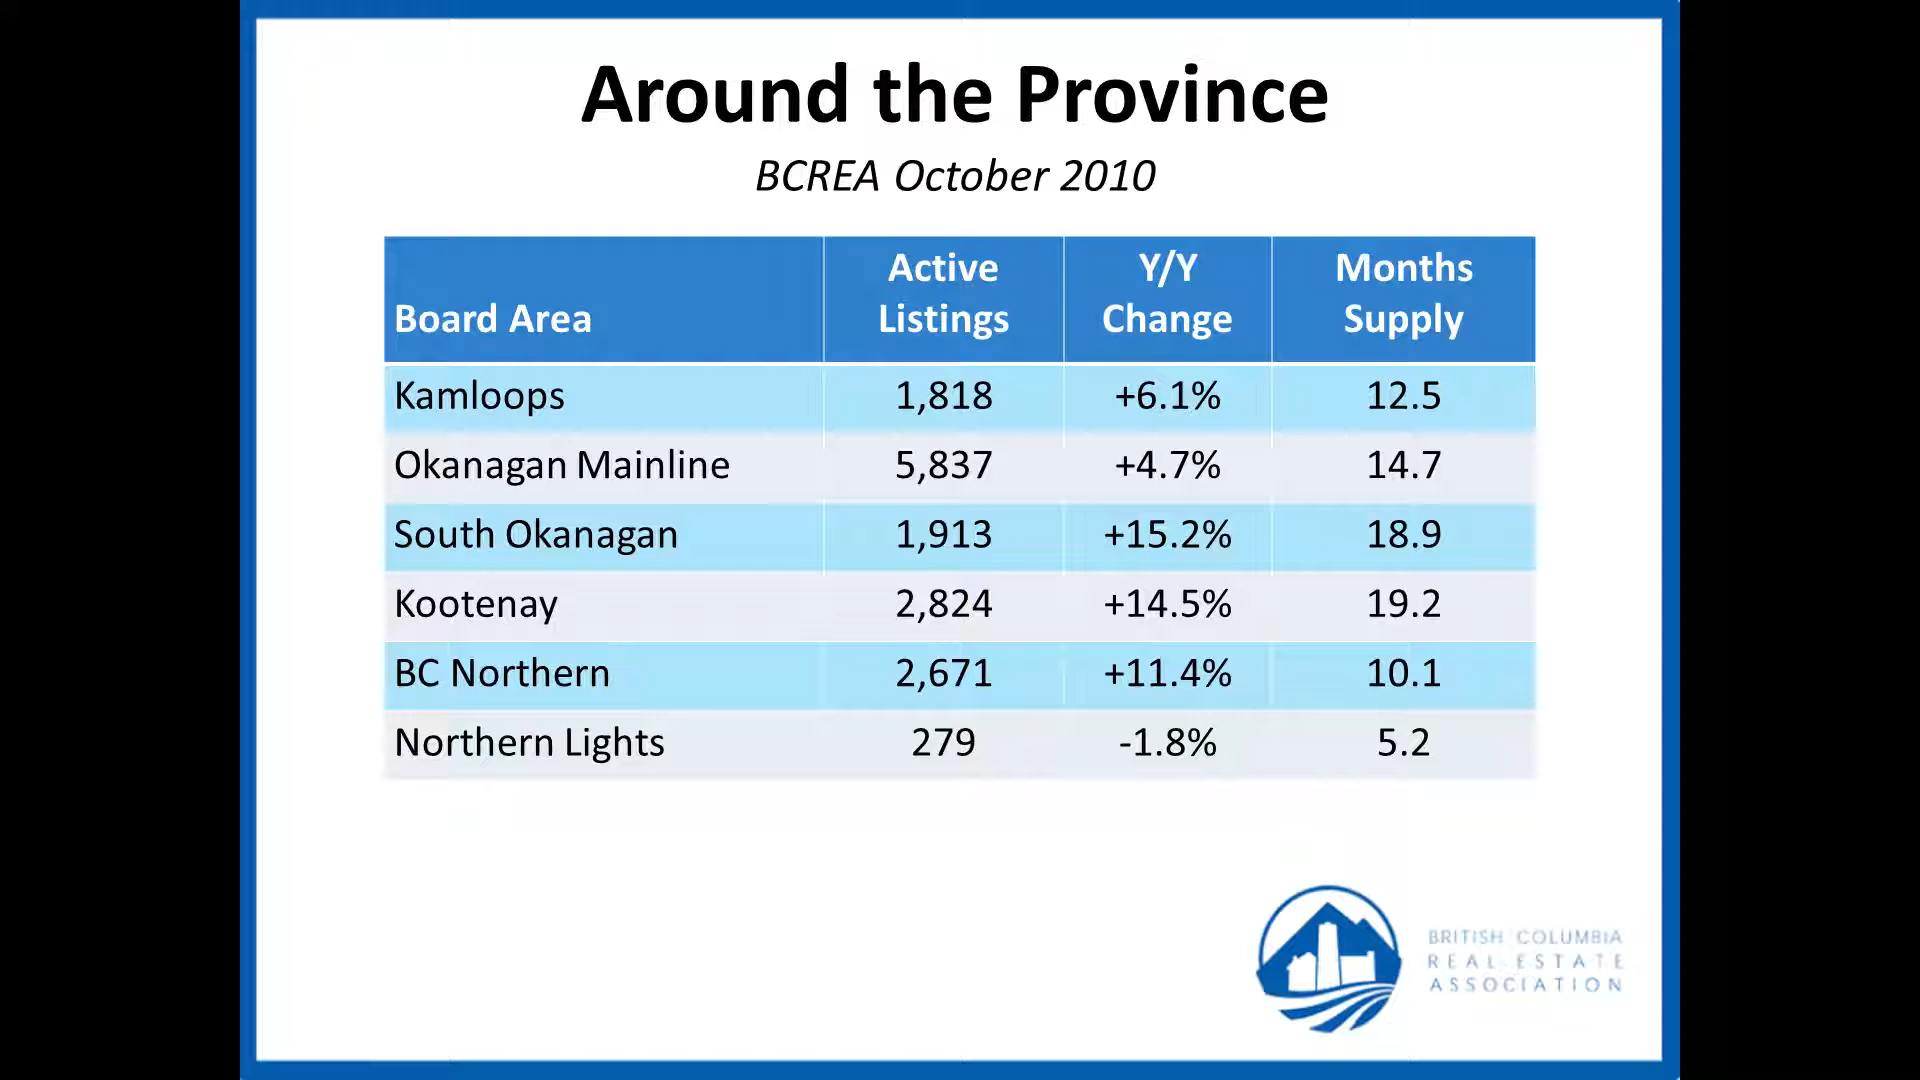 Around the Province
BCREA October 2010
Board Area Active Listings Y/Y Change Months Supply
Kamloops 1,818 +6.1% 12.5
Okanagan Mainline 5,837 +4.7% 14.7
South Okanagan 1,913 +15.2% 18.9
Kootenay 2,824 +14.5% 19.2
BC Northern 2,671 +11.4% 10.1
Northern Lights 279 -1.8% 5.2
BRITISH COLUMBIA
REAL ESTATE
ASSOCIATION